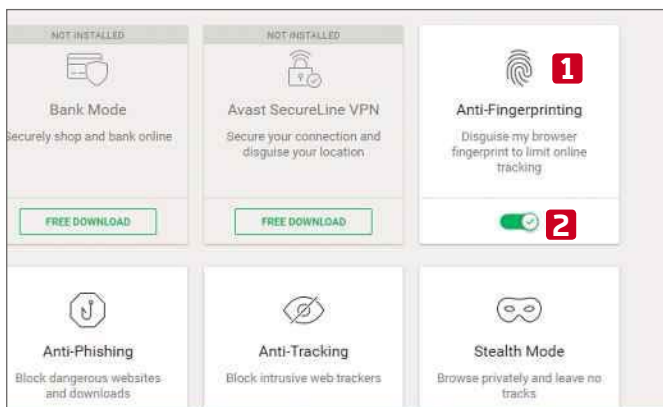 NOT INSTALLED
NOT INSTALLED
1
Bank Mode
Avast SecureLine VPN
Anti-Fingerprinting
Securely shop and bank online
Secure your connection and
disguise your location
Disguise my browser
fingerprint to limit online
tracking
FREE DOWNLOAD
FREE DOWNLOAD
2
Anti-Phishing
Anti-Tracking
Stealth Mode
Block dangerous websites
and downloads
Block intrusive web trackers
Browse privately and leave no
tracks